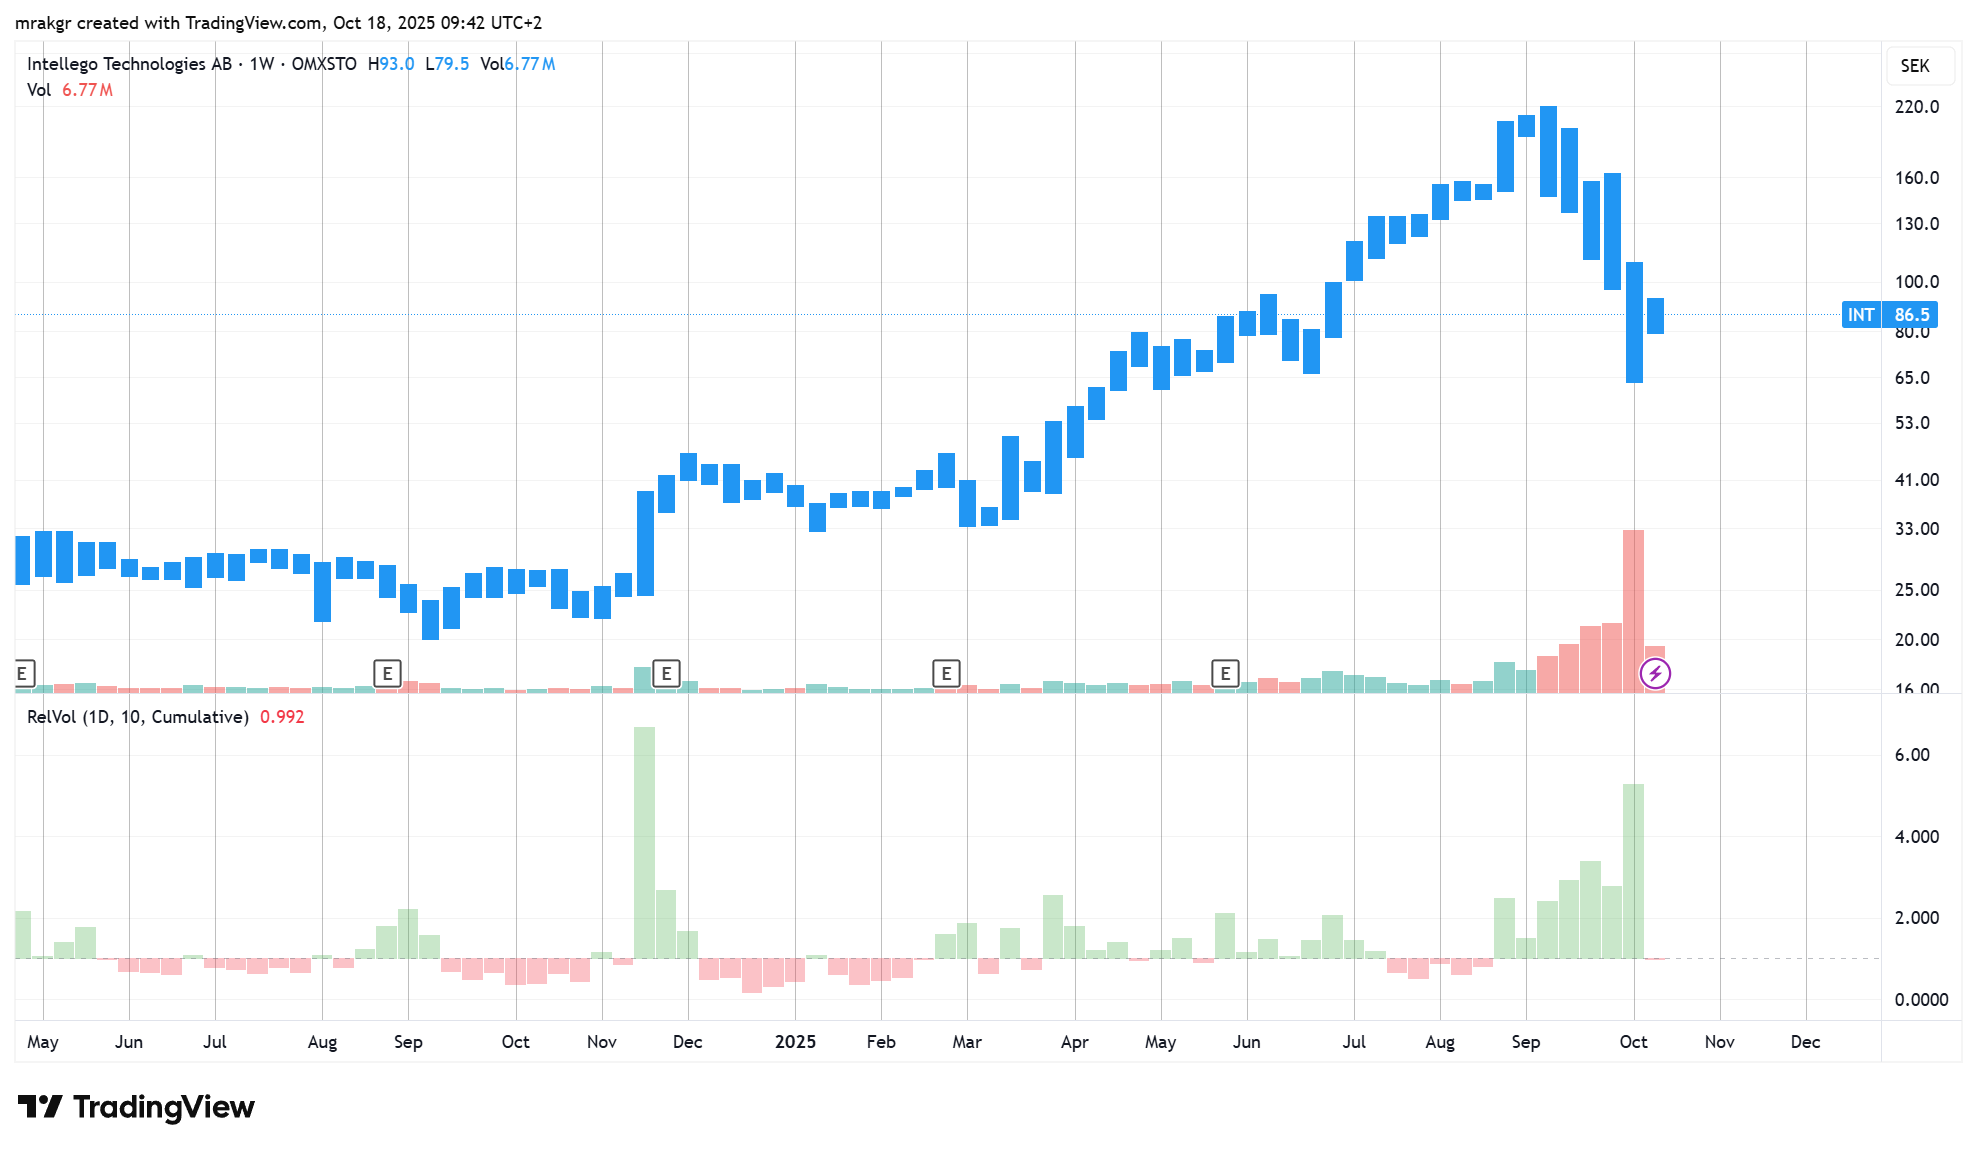 mrakgr created with TradingView.com, Oct 18, 2025 09:42 UTC+2
Intellego Technologies AB · 1W · OMXSTO H93.0 L79.5 Vol6.77M
Vol 6.77M
SEK
220.0
160.0
130.0
100.0
INT 86.5
80.0
65.0
53.0
41.00
33.00
25.00
20.00
16.00
E E E E E
RelVol (1D, 10, Cumulative) 0.992
6.00
4.000
2.000
0.0000
May Jun Jul Aug Sep Oct Nov Dec 2025 Feb Mar Apr May Jun Jul Aug Sep Oct Nov Dec
TradingView